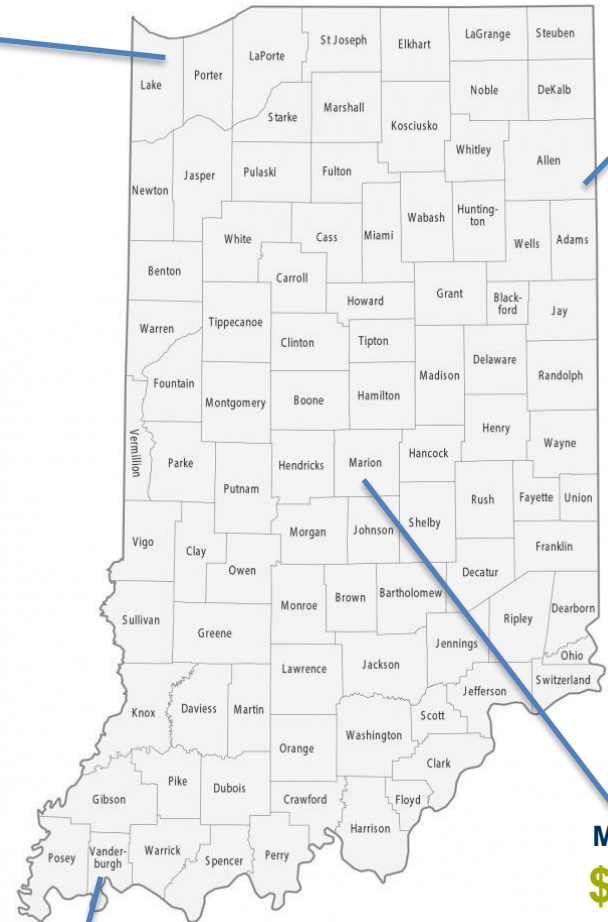 St Joseph
Elkhart
LaGrange
Steuben
LaPorte
Porter
Lake
Noble
DeKalb
Marshall
Starke
Kosciusko
Whitley
Allen
Newton
Jasper
Pulaski
Fulton
Wabash
Hunting-
ton
Miami
White
Cass
Wells
Adams
Benton
Carroll
Howard
Grant
Black-
ford
Jay
Warren
Tippecanoe
Clinton
Tipton
Delaware
Madison
Randolph
Fountain
Montgomery
Boone
Hamilton
Henry
Wayne
Vermillion
Parke
Putnam
Hendricks
Marion
Hancock
Rush
Fayette
Union
Vigo
Clay
Owen
Morgan
Johnson
Shelby
Franklin
Decatur
Sullivan
Greene
Monroe
Brown
Bartholomew
Ripley
Dearborn
Jennings
Ohio
Switzerland
Lawrence
Jackson
Jefferson
Knox
Daviess
Martin
Scott
Washington
Orange
Clark
Pike
Dubois
Gibson
Crawford
Floyd
Harrison
Posey
Vander-
burgh
Warrick
Spencer
Perry
M
$